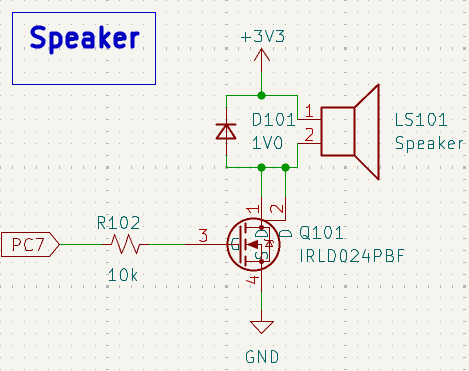 Speaker
+3V3
D101
1V0
1
2
LS101
Speaker
1
2
R102
PC7
10k
3
G
D
S
D
Q101
IRLD024PBF
4
GND